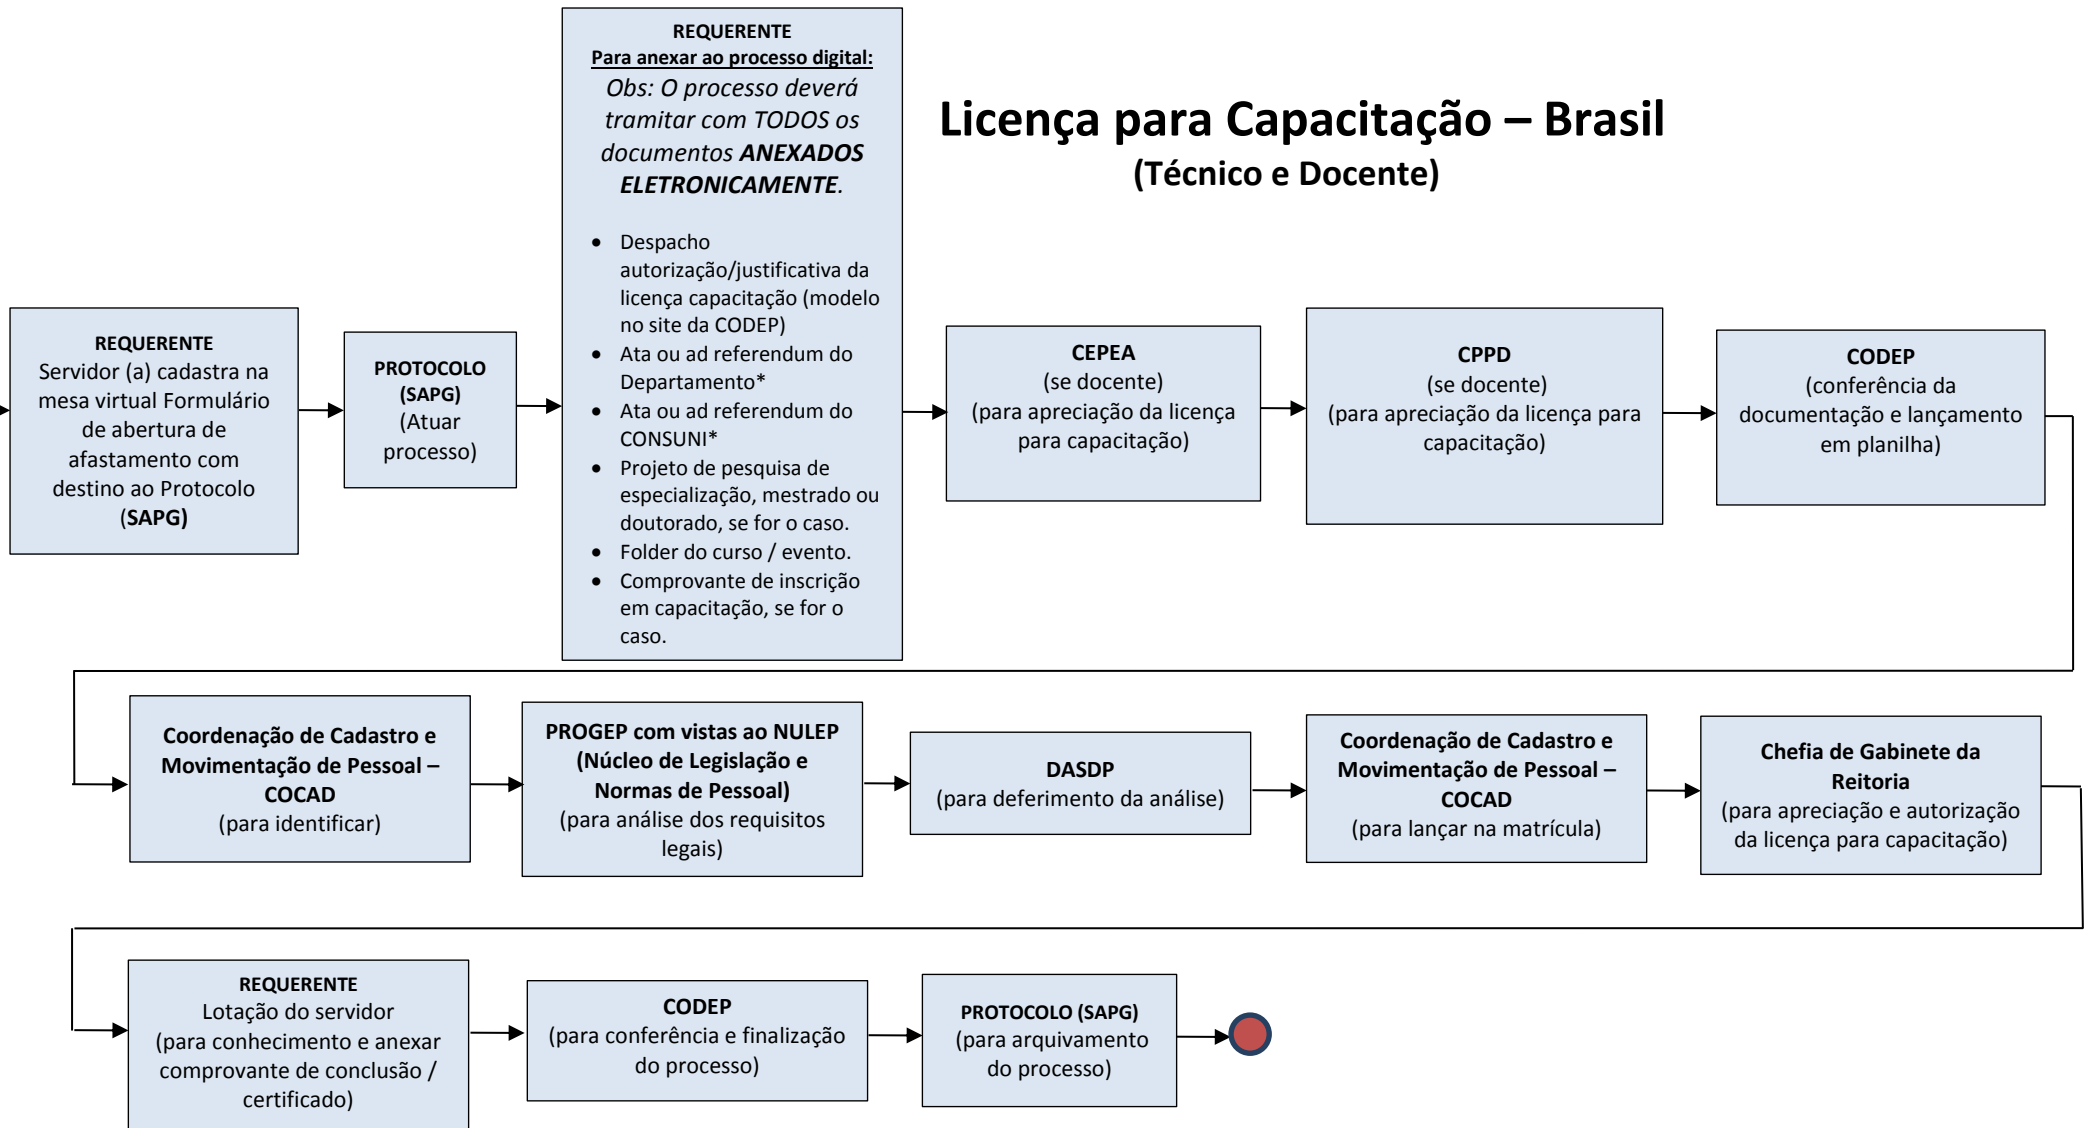 Licença para Capacitação – Brasil
(Técnico e Docente)
REQUERENTE
Servidor (a) cadastra na
mesa virtual Formulário
de abertura de
afastamento com
destino ao Protocolo
(SAPG)
PROTOCOLO
(SAPG)
(Atuar
processo)
REQUERENTE
Para anexar ao processo digital:
Obs: O processo deverá
tramitar com TODOS os
documentos ANEXADOS
ELETRONICAMENTE.
• Despacho
autorização/justificativa da
licença capacitação (modelo
no site da CODEP)
• Ata ou ad referendum do
Departamento*
• Ata ou ad referendum do
CONSUNI*
• Projeto de pesquisa de
especialização, mestrado ou
doutorado, se for o caso.
• Folder do curso / evento.
• Comprovante de inscrição
em capacitação, se for o
caso.
CEPEA
(se docente)
(para apreciação da licença
para capacitação)
CPPD
(se docente)
(para apreciação da licença para
capacitação)
CODEP
(conferência da
documentação e lançamento
em planilha)
Coordenação de Cadastro e
Movimentação de Pessoal –
COCAD
(para identificar)
PROGEP com vistas ao NULEP
(Núcleo de Legislação e
Normas de Pessoal)
(para análise dos requisitos
legais)
DASDP
(para deferimento da análise)
Coordenação de Cadastro e
Movimentação de Pessoal –
COCAD
(para lançar na matrícula)
Chefia de Gabinete da
Reitoria
(para apreciação e autorização
da licença para capacitação)
REQUERENTE
Lotação do servidor
(para conhecimento e anexar
comprovante de conclusão /
certificado)
CODEP
(para conferência e finalização
do processo)
PROTOCOLO (SAPG)
(para arquivamento
do processo)